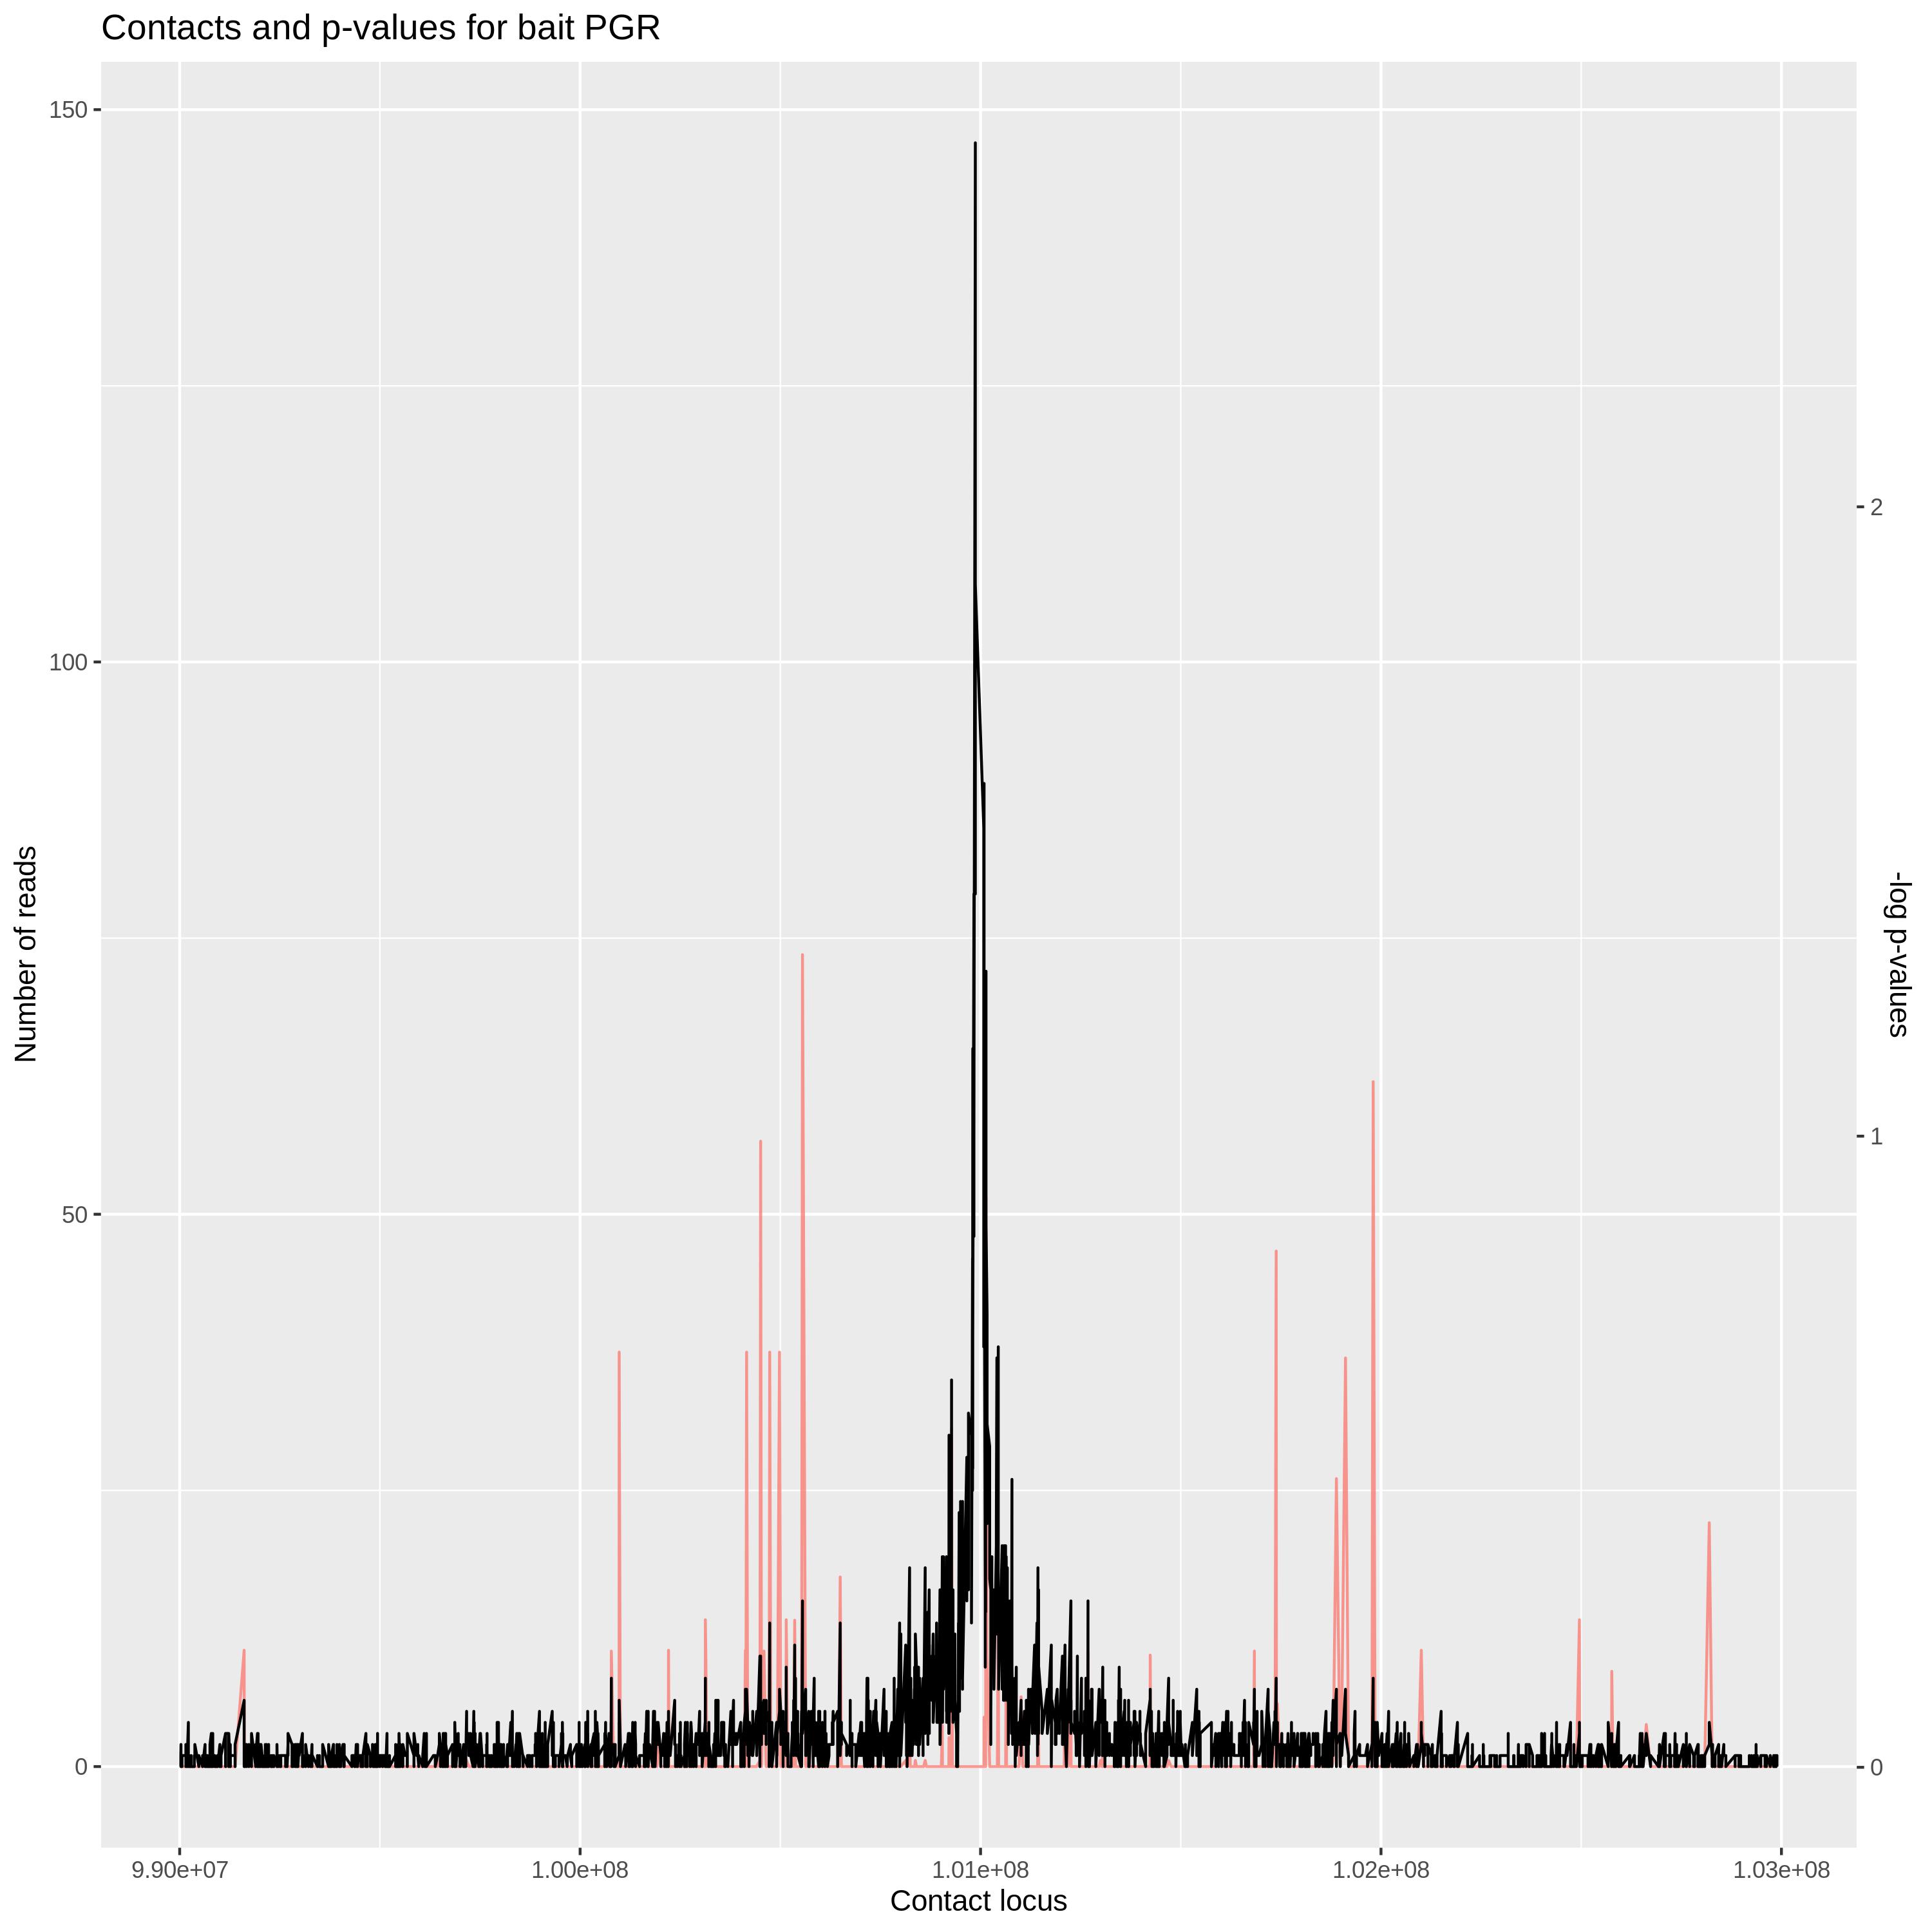 Contacts and p-values for bait PGR
150
100
50
0
Number of reads
2
1
0
-log p-values
9.90e+07
1.00e+08
1.01e+08
1.02e+08
1.03e+08
Contact locus